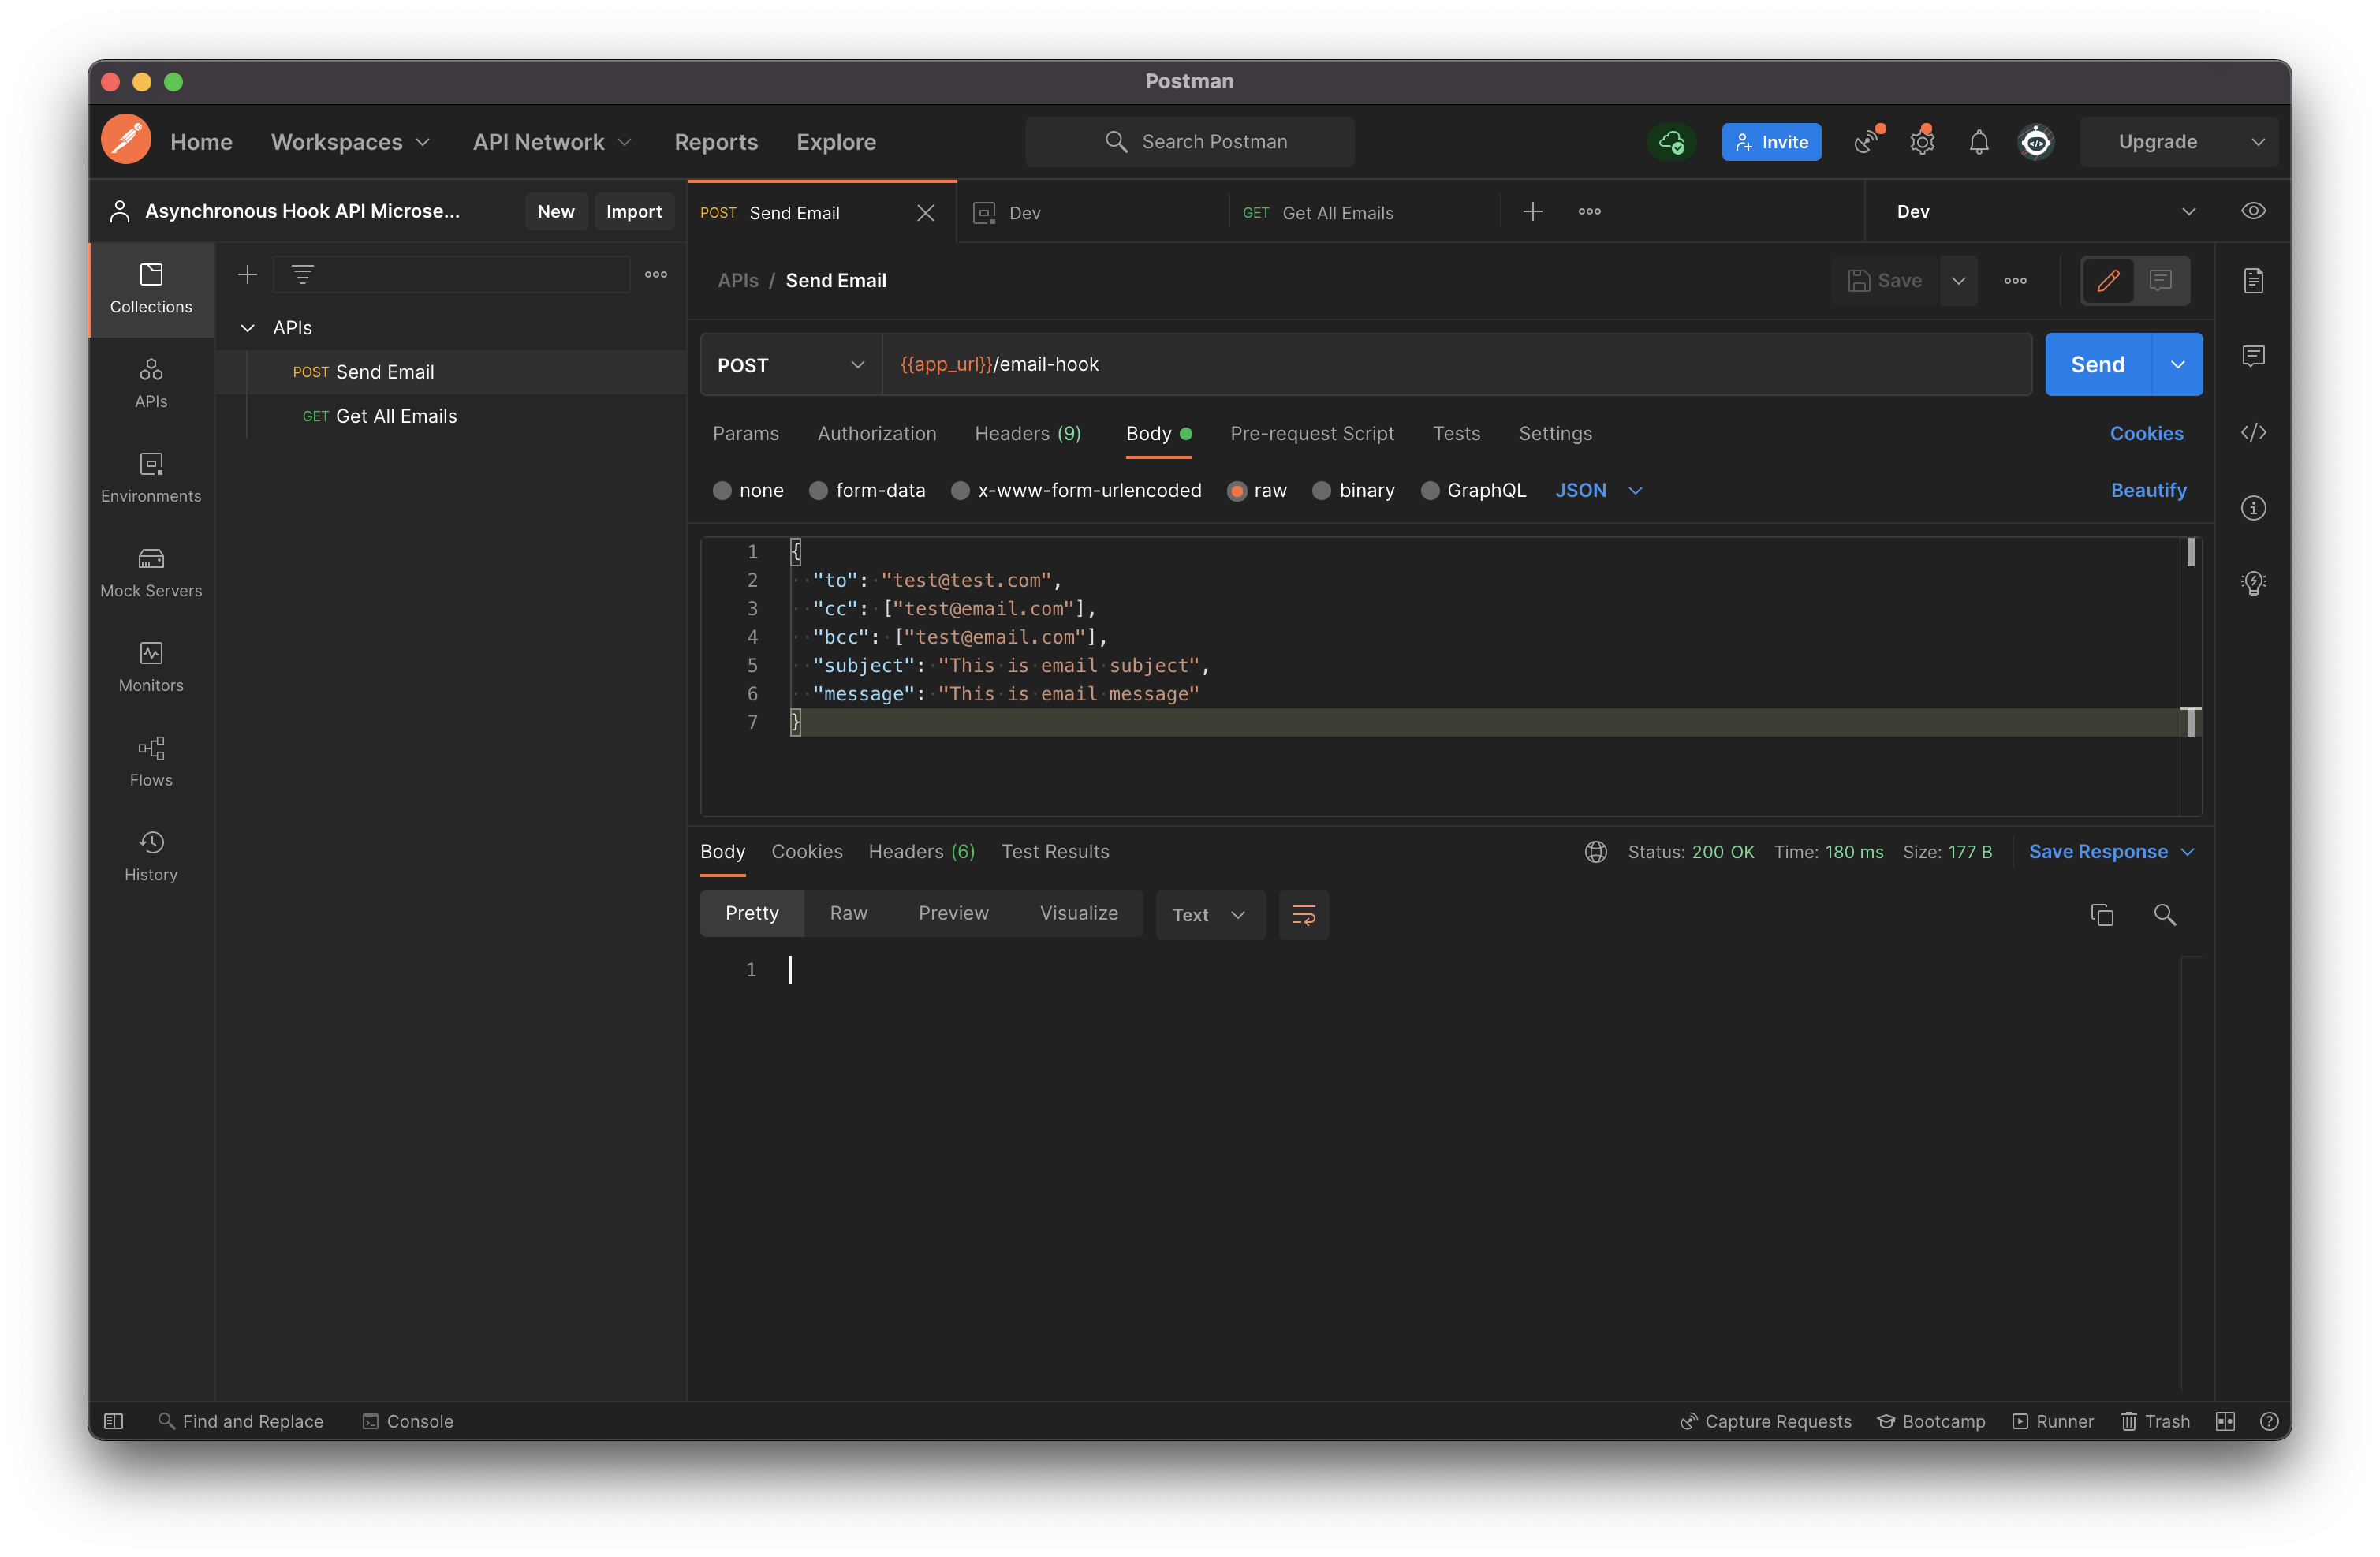 Postman
Home Workspaces API Network Reports Explore Search Postman Invite Upgrade
Asynchronous Hook API Microse... New Import POST Send Email Dev GET Get All Emails Dev
Collections
APIs
Environments
Mock Servers
Monitors
Flows
History
APIs
POST Send Email
GET Get All Emails
APIs / Send Email Save
POST {{app_url}}/email-hook Send
Params Authorization Headers (9) Body Pre-request Script Tests Settings Cookies
none form-data x-www-form-urlencoded raw binary GraphQL JSON Beautify
1 {
2 "to": "test@test.com",
3 "cc": ["test@email.com"],
4 "bcc": ["test@email.com"],
5 "subject": "This is email subject",
6 "message": "This is email message"
7 }
Body Cookies Headers (6) Test Results Status: 200 OK Time: 180 ms Size: 177 B Save Response
Pretty Raw Preview Visualize Text
1
Find and Replace Console Capture Requests Bootcamp Runner Trash